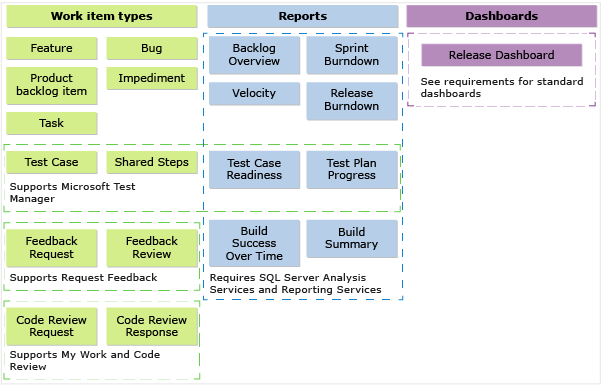 Work item types
Reports
Dashboards
Feature
Bug
Product
backlog item
Impediment
Task
Backlog
Overview
Sprint
Burndown
Velocity
Release
Burndown
Release Dashboard
See requirements for standard
dashboards
Test Case
Shared Steps
Supports Microsoft Test
Manager
Test Case
Readiness
Test Plan
Progress
Feedback
Request
Feedback
Review
Supports Request Feedback
Build
Success
Over Time
Build
Summary
Requires SQL Server Analysis
Services and Reporting Services
Code Review
Request
Code Review
Response
Supports My Work and Code
Review